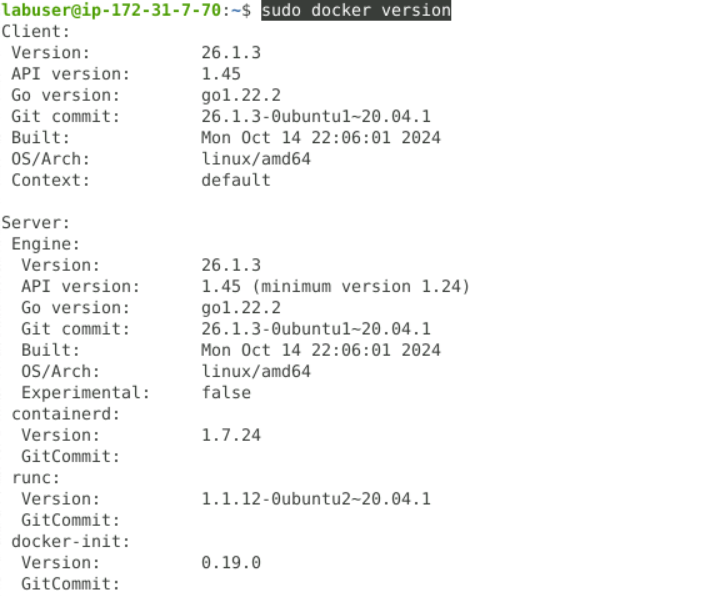 labuser@ip-172-31-7-70:~$ sudo docker version
Client:
 Version:           26.1.3
 API version:       1.45
 Go version:        go1.22.2
 Git commit:        26.1.3-0ubuntu1~20.04.1
 Built:             Mon Oct 14 22:06:01 2024
 OS/Arch:           linux/amd64
 Context:           default

Server:
 Engine:
  Version:          26.1.3
  API version:      1.45 (minimum version 1.24)
  Go version:       go1.22.2
  Git commit:       26.1.3-0ubuntu1~20.04.1
  Built:            Mon Oct 14 22:06:01 2024
  OS/Arch:          linux/amd64
  Experimental:     false
 containerd:
  Version:          1.7.24
  GitCommit:
 runc:
  Version:          1.1.12-0ubuntu2~20.04.1
  GitCommit:
 docker-init:
  Version:          0.19.0
  GitCommit: